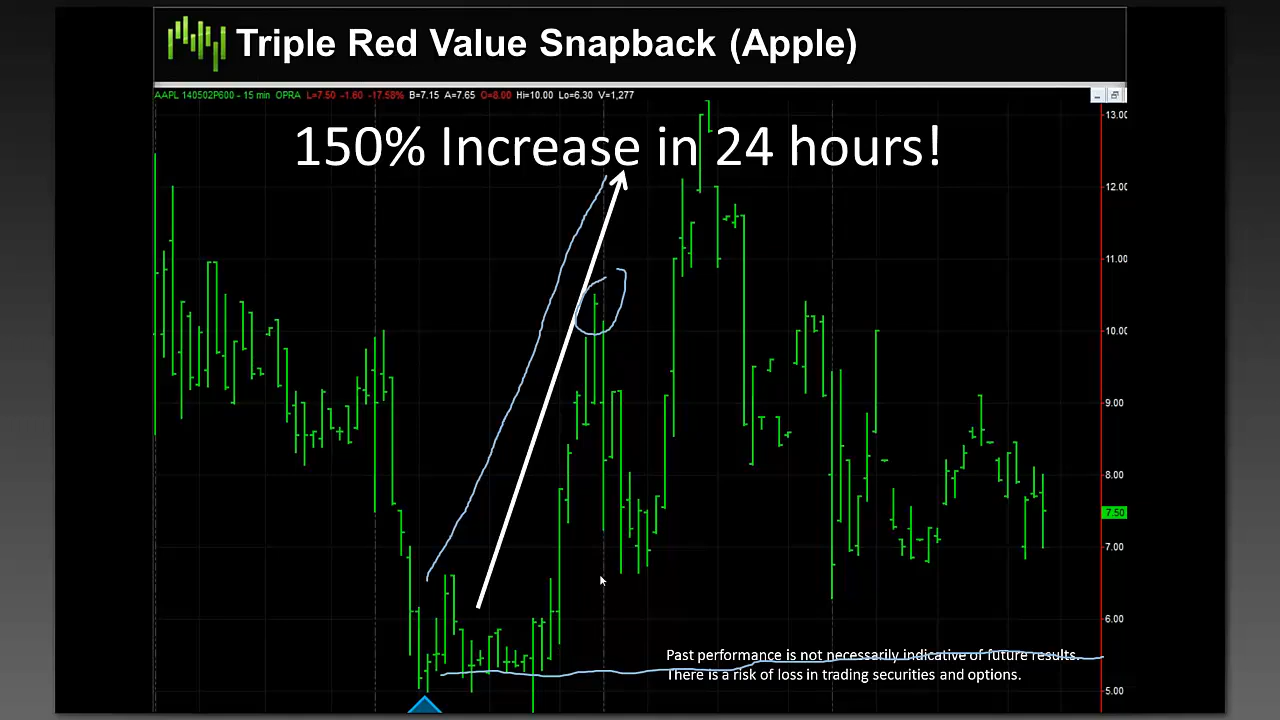 Triple Red Value Snapback (Apple)
AAPL 140502P600 - 15 min OPRA L=7.50 -1.60 -17.58% B=7.15 A=7.65 O=8.00 Hi=10.00 Lo=6.30 V=1,277
150% Increase in 24 hours!
13.00
12.00
11.00
10.00
9.00
8.00
7.50
7.00
6.00
Past performance is not necessarily indicative of future results.
There is a risk of loss in trading securities and options.
5.00